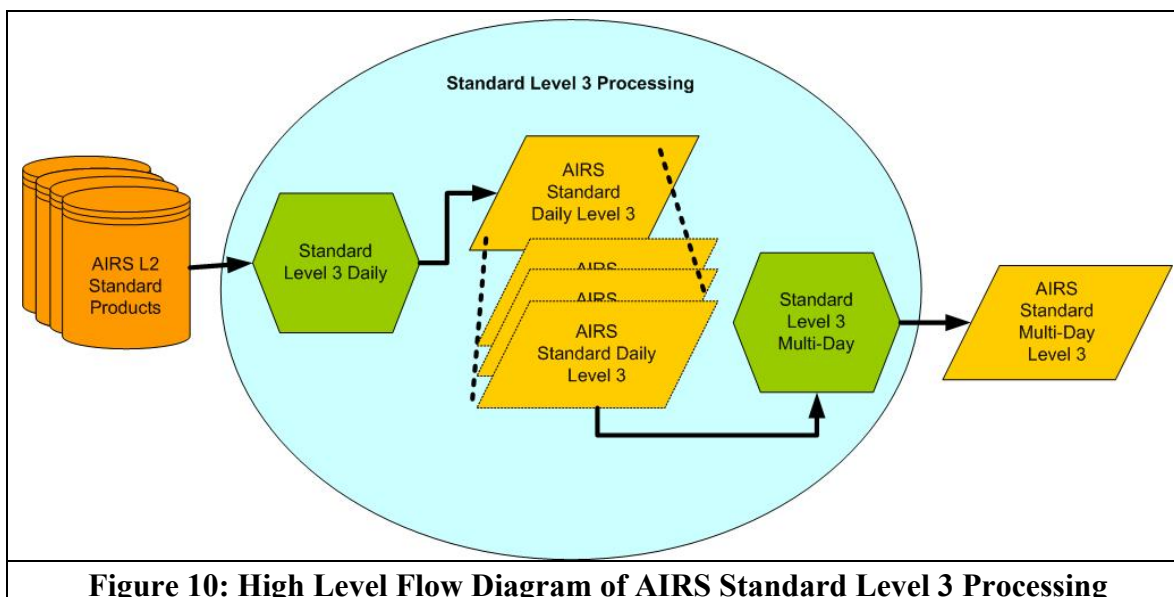 Standard Level 3 Processing
AIRS L2
Standard
Products
Standard
Level 3 Daily
AIRS
Standard
Daily Level 3
AIRS
AIRS
AIRS
Standard Daily
Level 3
Standard
Level 3
Multi-Day
AIRS
Standard
Multi-Day
Level 3
Figure 10: High Level Flow Diagram of AIRS Standard Level 3 Processing